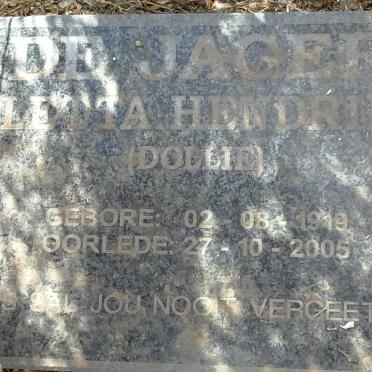 DE JAGER
LETTA HENDRI
(DOLLIE)
GEBORE: 02 - 08 - 1919
OORLEDE: 27 - 10 - 2005
SAL JOU NOOIT VERGEET